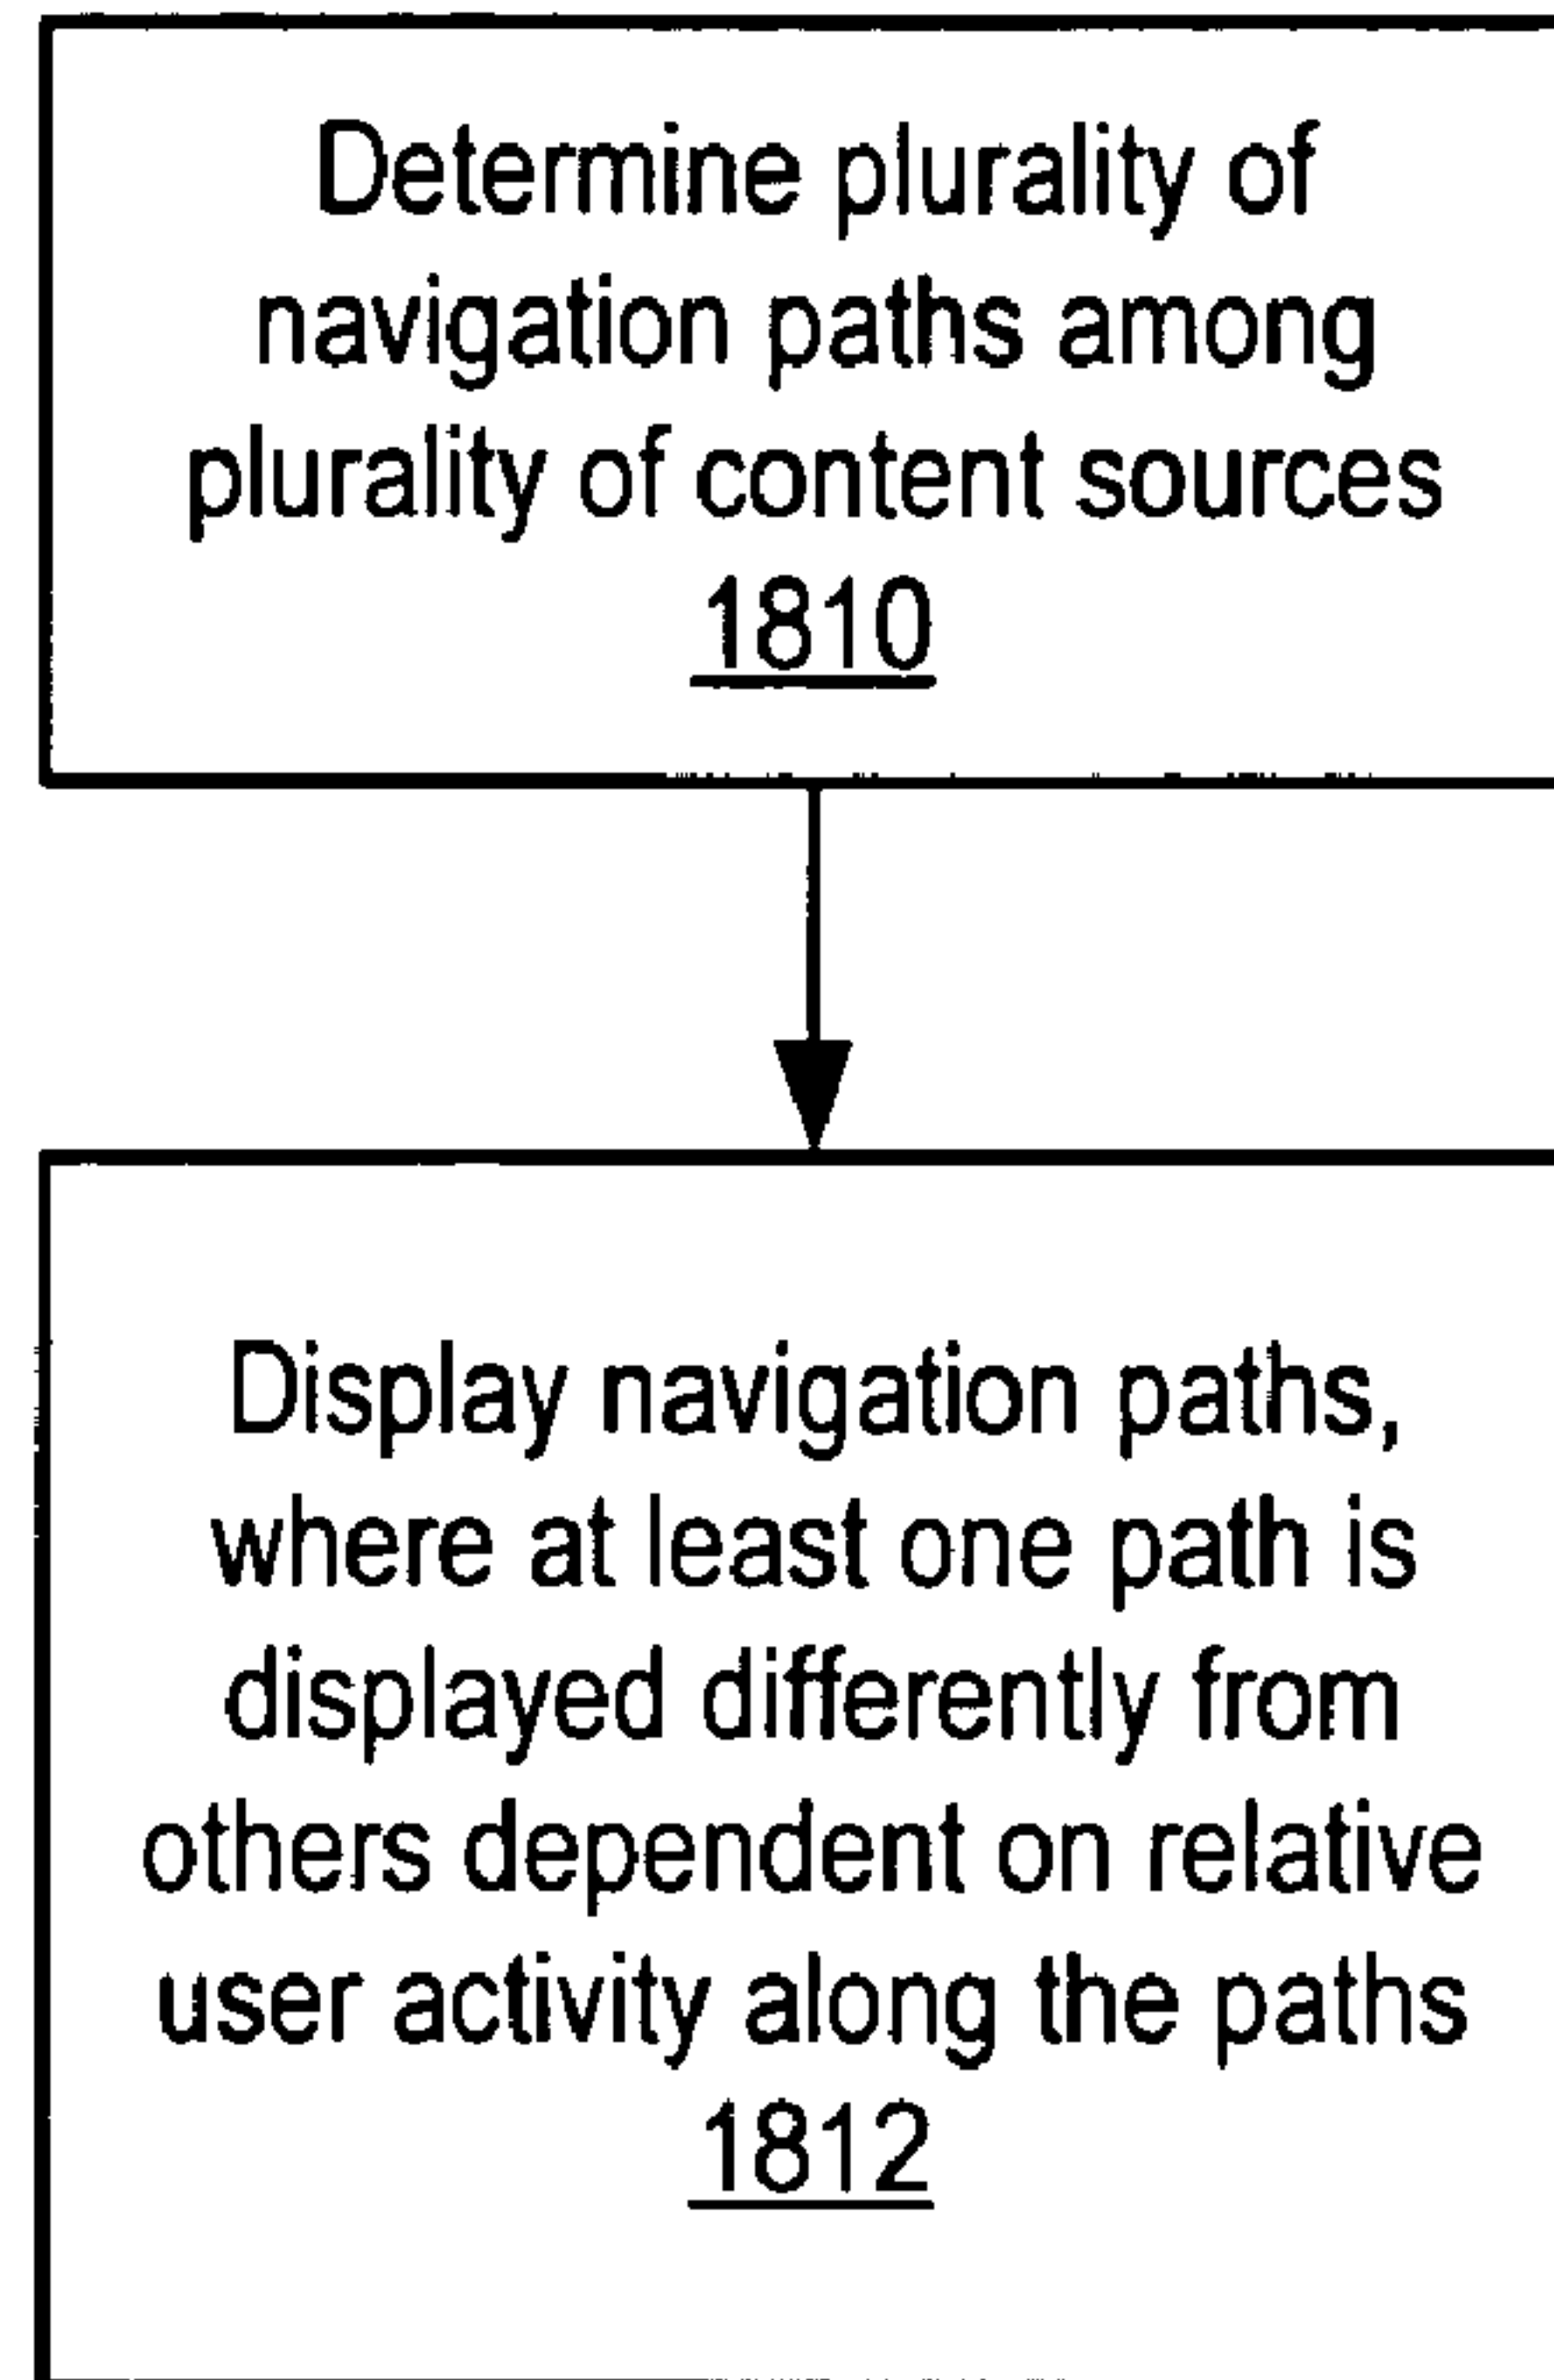 Determine plurality of
navigation paths among
plurality of content sources
1810
Display navigation paths,
where at least one path is
displayed differently from
others dependent on relative
user activity along the paths
1812